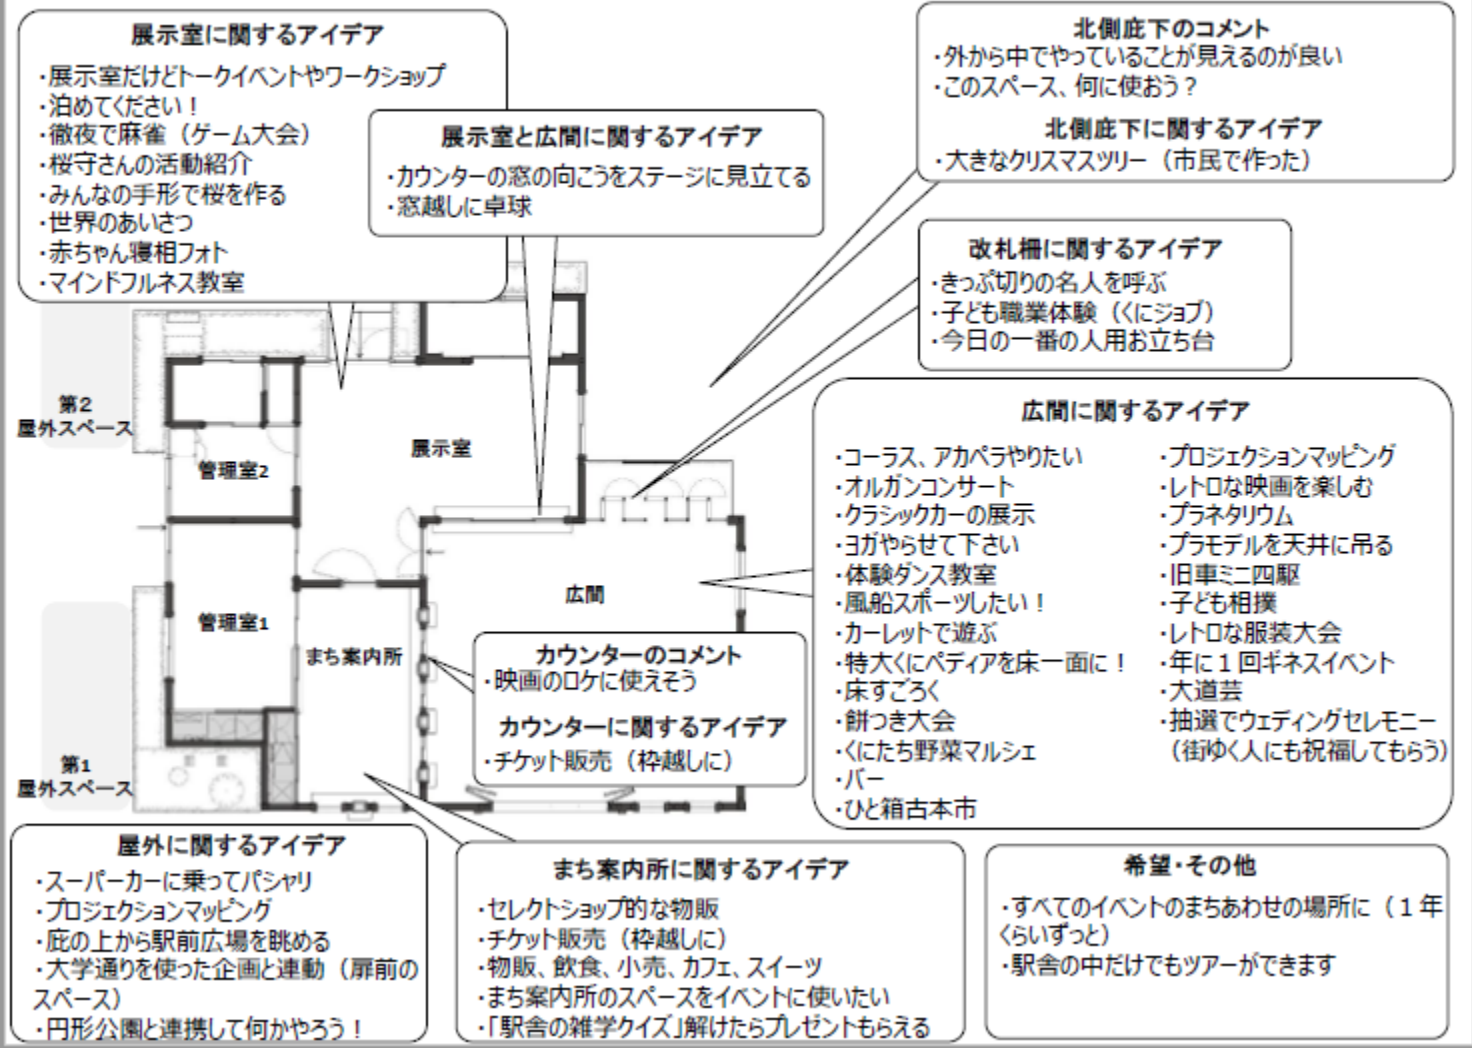 展示室に関するアイデア
・展示室だけどトークイベントやワークショップ
・泊めてください！
・徹夜で麻雀（ゲーム大会）
・桜守さんの活動紹介
・みんなの手形で桜を作る
・世界のあいさつ
・赤ちゃん寝相フォト
・マインドフルネス教室
展示室と広間に関するアイデア
・カウンターの窓の向こうをステージに見立てる
・窓越しに卓球
北側庇下のコメント
・外から中でやっていることが見えるのが良い
・このスペース、何に使おう？
北側庇下に関するアイデア
・大きなクリスマスツリー（市民で作った）
改札柵に関するアイデア
・きっぷ切りの名人を呼ぶ
・子ども職業体験（くにジョブ）
・今日の一番の人用お立ち台
広間に関するアイデア
・コーラス、アカペラやりたい
・オルガンコンサート
・クラシックカーの展示
・ヨガやらせて下さい
・体験ダンス教室
・風船スポーツしたい！
・カーレットで遊ぶ
・特大くにペディアを床一面に！
・床すごろく
・餅つき大会
・くにたち野菜マルシェ
・バー
・ひと箱古本市
・プロジェクションマッピング
・レトロな映画を楽しむ
・プラネタリウム
・プラモデルを天井に吊る
・旧車ミニ四駆
・子ども相撲
・レトロな服装大会
・年に１回ギネスイベント
・大道芸
・抽選でウェディングセレモニー
（街ゆく人にも祝福してもらう）
第2
屋外スペース
管理室2
展示室
管理室1
まち案内所
広間
第1
屋外スペース
カウンターのコメント
・映画のロケに使えそう
カウンターに関するアイデア
・チケット販売（枠越しに）
屋外に関するアイデア
・スーパーカーに乗ってパシャリ
・プロジェクションマッピング
・庇の上から駅前広場を眺める
・大学通りを使った企画と連動（扉前の
スペース）
・円形公園と連携して何かやろう！
まち案内所に関するアイデア
・セレクトショップ的な物販
・チケット販売（枠越しに）
・物販、飲食、小売、カフェ、スイーツ
・まち案内所のスペースをイベントに使いたい
・「駅舎の雑学クイズ」解けたらプレゼントもらえる
希望・その他
・すべてのイベントのまちあわせの場所に（１年
くらいずっと）
・駅舎の中だけでもツアーができます